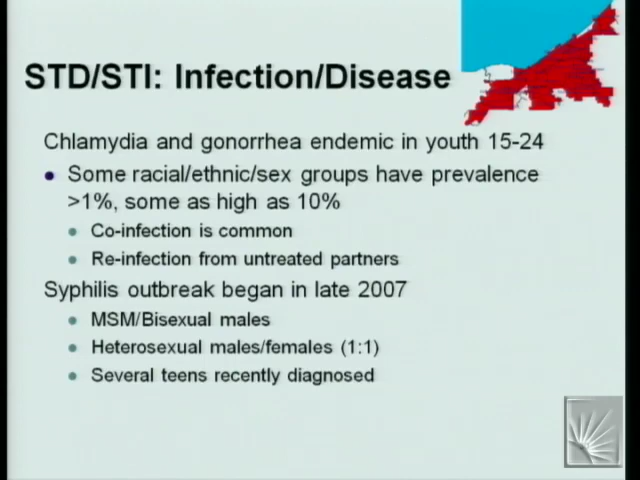 STD/STI: Infection/Disease
Chlamydia and gonorrhea endemic in youth 15-24
Some racial/ethnic/sex groups have prevalence
>1%, some as high as 10%
Co-infection is common
Re-infection from untreated partners
Syphilis outbreak began in late 2007
MSM/Bisexual males
Heterosexual males/females (1:1)
Several teens recently diagnosed